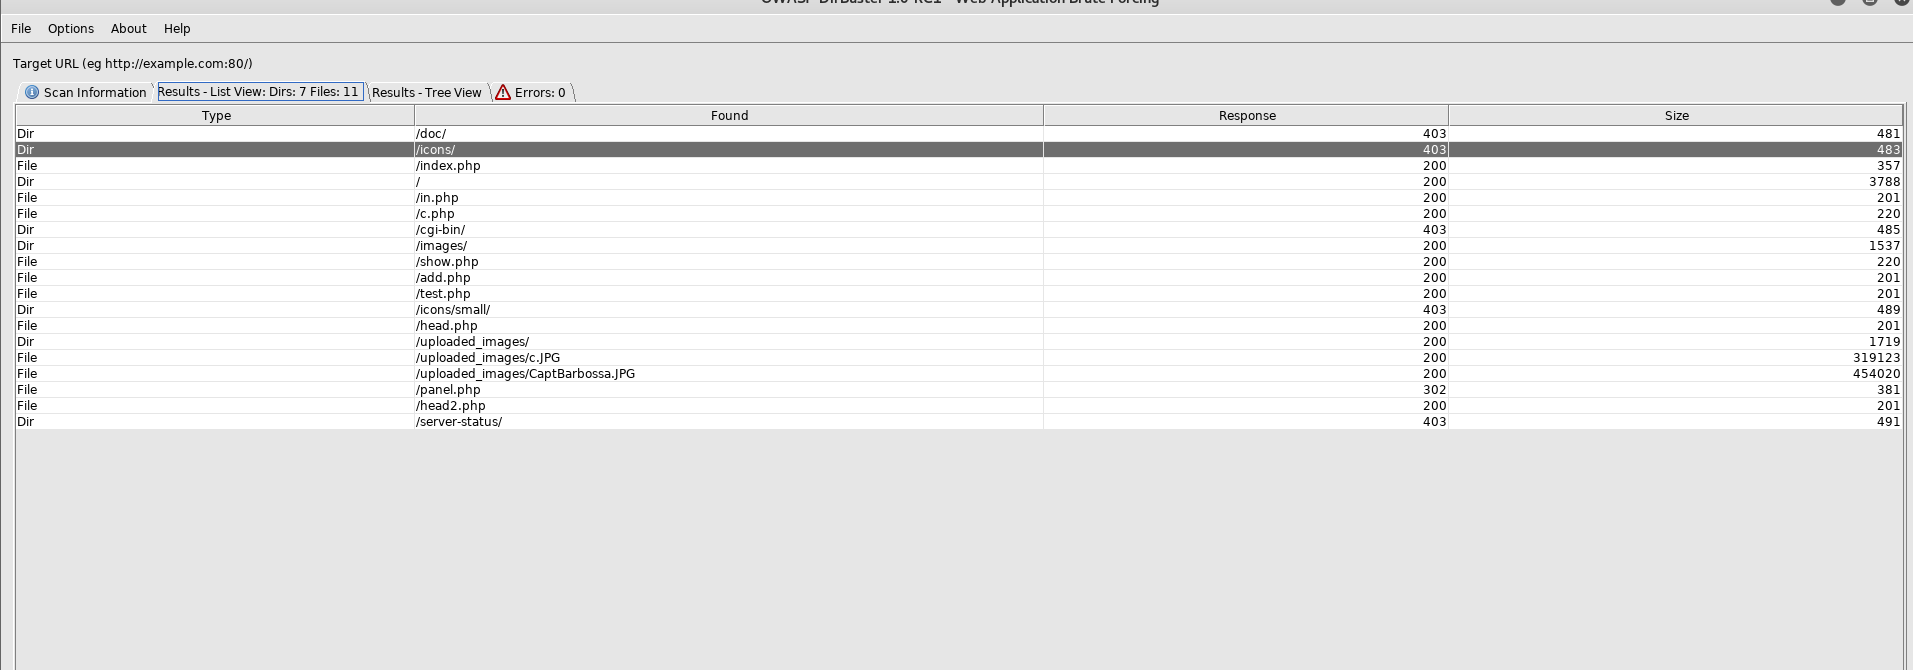 OWASP DirBuster 1.0-RC1 - Web Application Brute Forcing
File Options About Help
Target URL (eg http://example.com:80/)
Scan Information Results - List View: Dirs: 7 Files: 11 Results - Tree View Errors: 0
Type Found Response Size
Dir /doc/ 403 481
Dir /icons/ 403 483
File /index.php 200 357
Dir / 200 3788
File /in.php 200 201
File /c.php 200 220
Dir /cgi-bin/ 403 485
Dir /images/ 200 1537
File /show.php 200 220
File /add.php 200 201
File /test.php 200 201
Dir /icons/small/ 403 489
File /head.php 200 201
Dir /uploaded_images/ 200 1719
File /uploaded_images/c.JPG 200 319123
File /uploaded_images/CaptBarbossa.JPG 200 454020
File /panel.php 302 381
File /head2.php 200 201
Dir /server-status/ 403 491